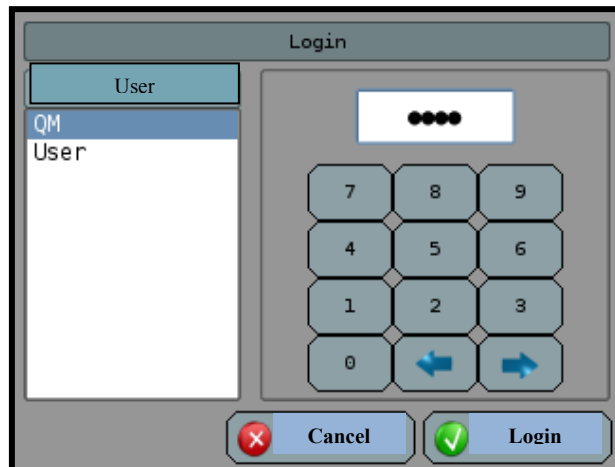 Login
User
QM
User
●●●●
7 8 9
4 5 6
1 2 3
0
Cancel Login